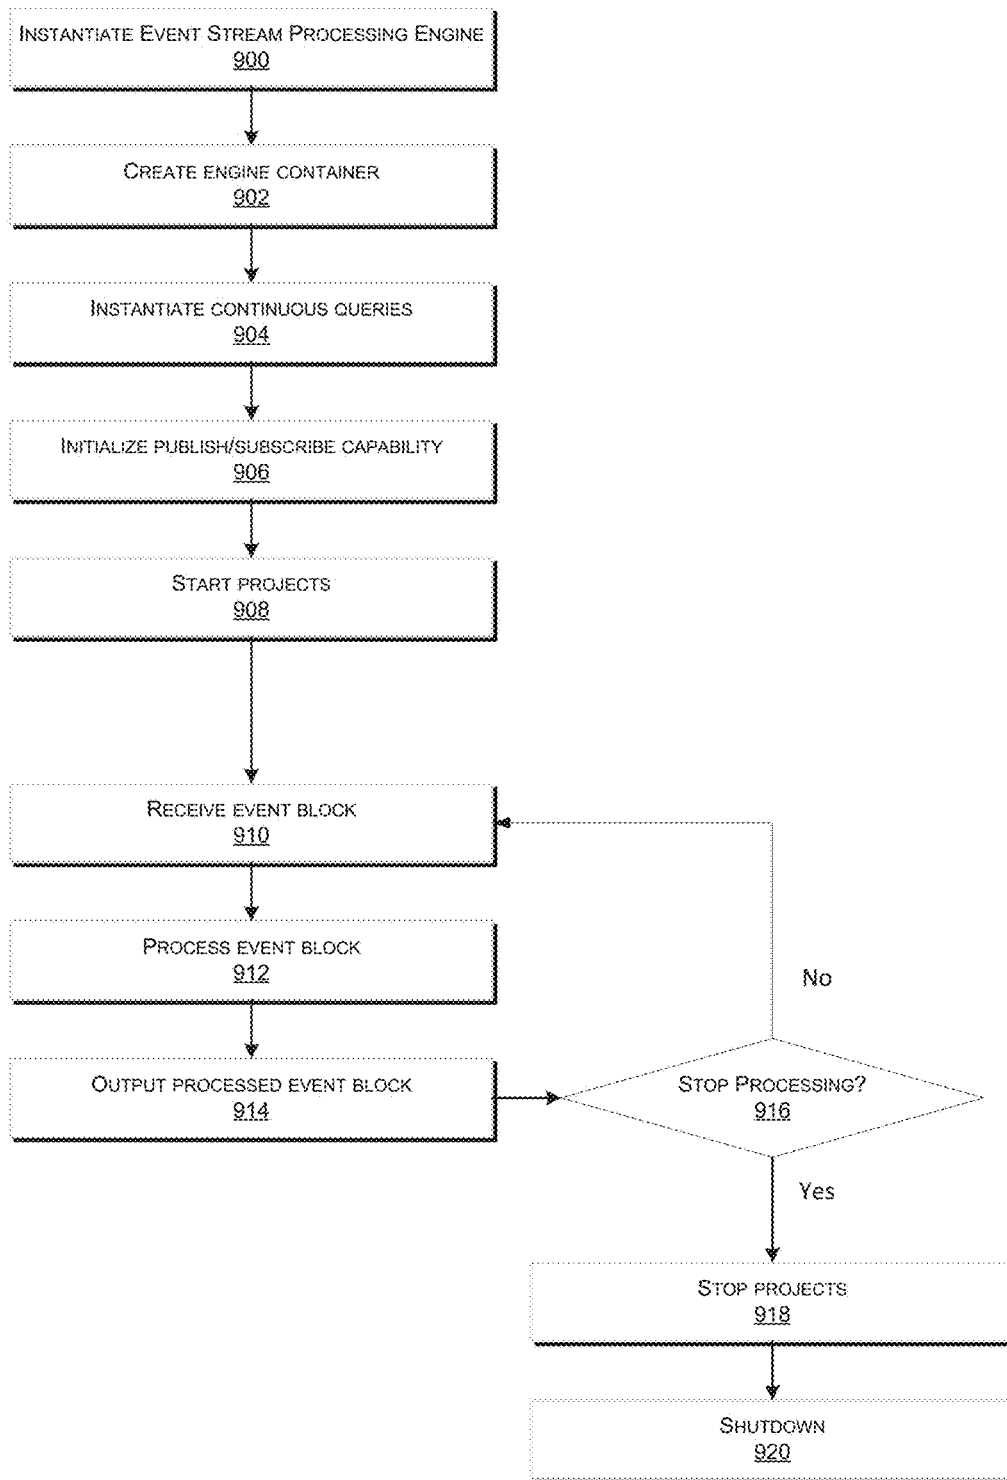 Instantiate Event Stream Processing Engine
900
Create engine container
902
Instantiate continuous queries
904
Initialize publish/subscribe capability
906
Start projects
908
Receive event block
910
Process event block
912
No
Output processed event block
914
Stop Processing?
916
Yes
Stop projects
918
Shutdown
920